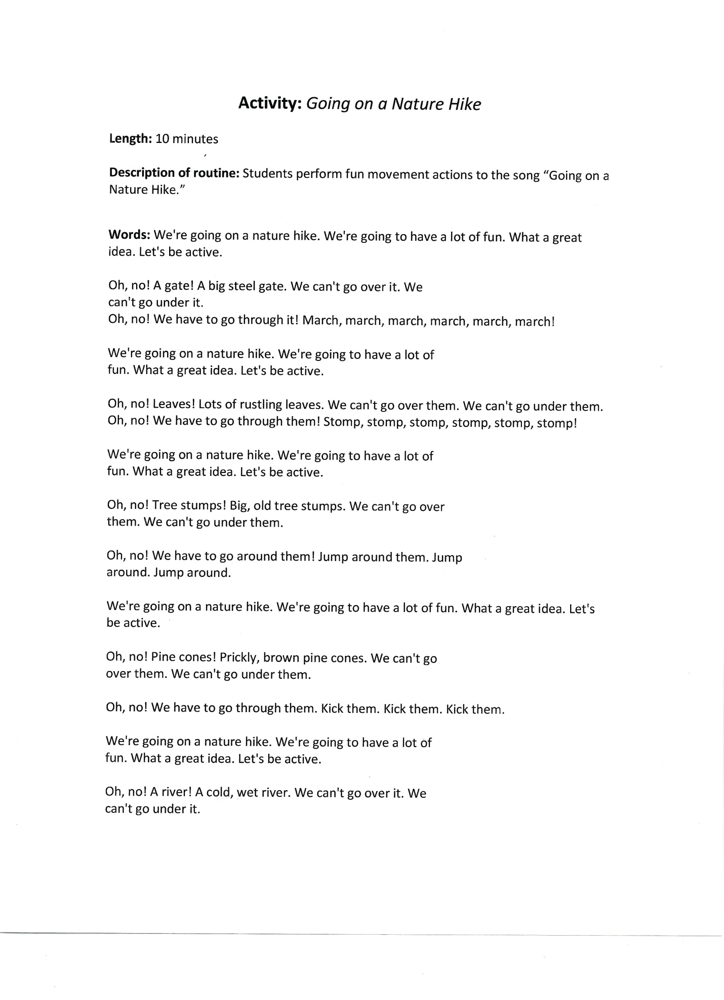 Activity: Going on a Nature Hike
Length: 10 minutes
Description of routine: Students perform fun movement actions to the song “Going on a
Nature Hike.”
Words: We're going on a nature hike. We're going to have a lot of fun. What a great
idea. Let's be active.
Oh, no! A gate! A big steel gate. We can't go over it. We
can't go under it.
Oh, no! We have to go through it! March, march, march, march, march, march!
We're going on a nature hike. We're going to have a lot of
fun. What a great idea. Let's be active.
Oh, no! Leaves! Lots of rustling leaves. We can't go over them. We can't go under them.
Oh, no! We have to go through them! Stomp, stomp, stomp, stomp, stomp, stomp!
We're going on a nature hike. We're going to have a lot of
fun. What a great idea. Let's be active.
Oh, no! Tree stumps! Big, old tree stumps. We can't go over
them. We can't go under them.
Oh, no! We have to go around them! Jump around them. Jump
around. Jump around.
We're going on a nature hike. We're going to have a lot of fun. What a great idea. Let's
be active.
Oh, no! Pine cones! Prickly, brown pine cones. We can't go
over them. We can't go under them.
Oh, no! We have to go through them. Kick them. Kick them. Kick them.
We're going on a nature hike. We're going to have a lot of
fun. What a great idea. Let's be active.
Oh, no! A river! A cold, wet river. We can't go over it. We
can't go under it.